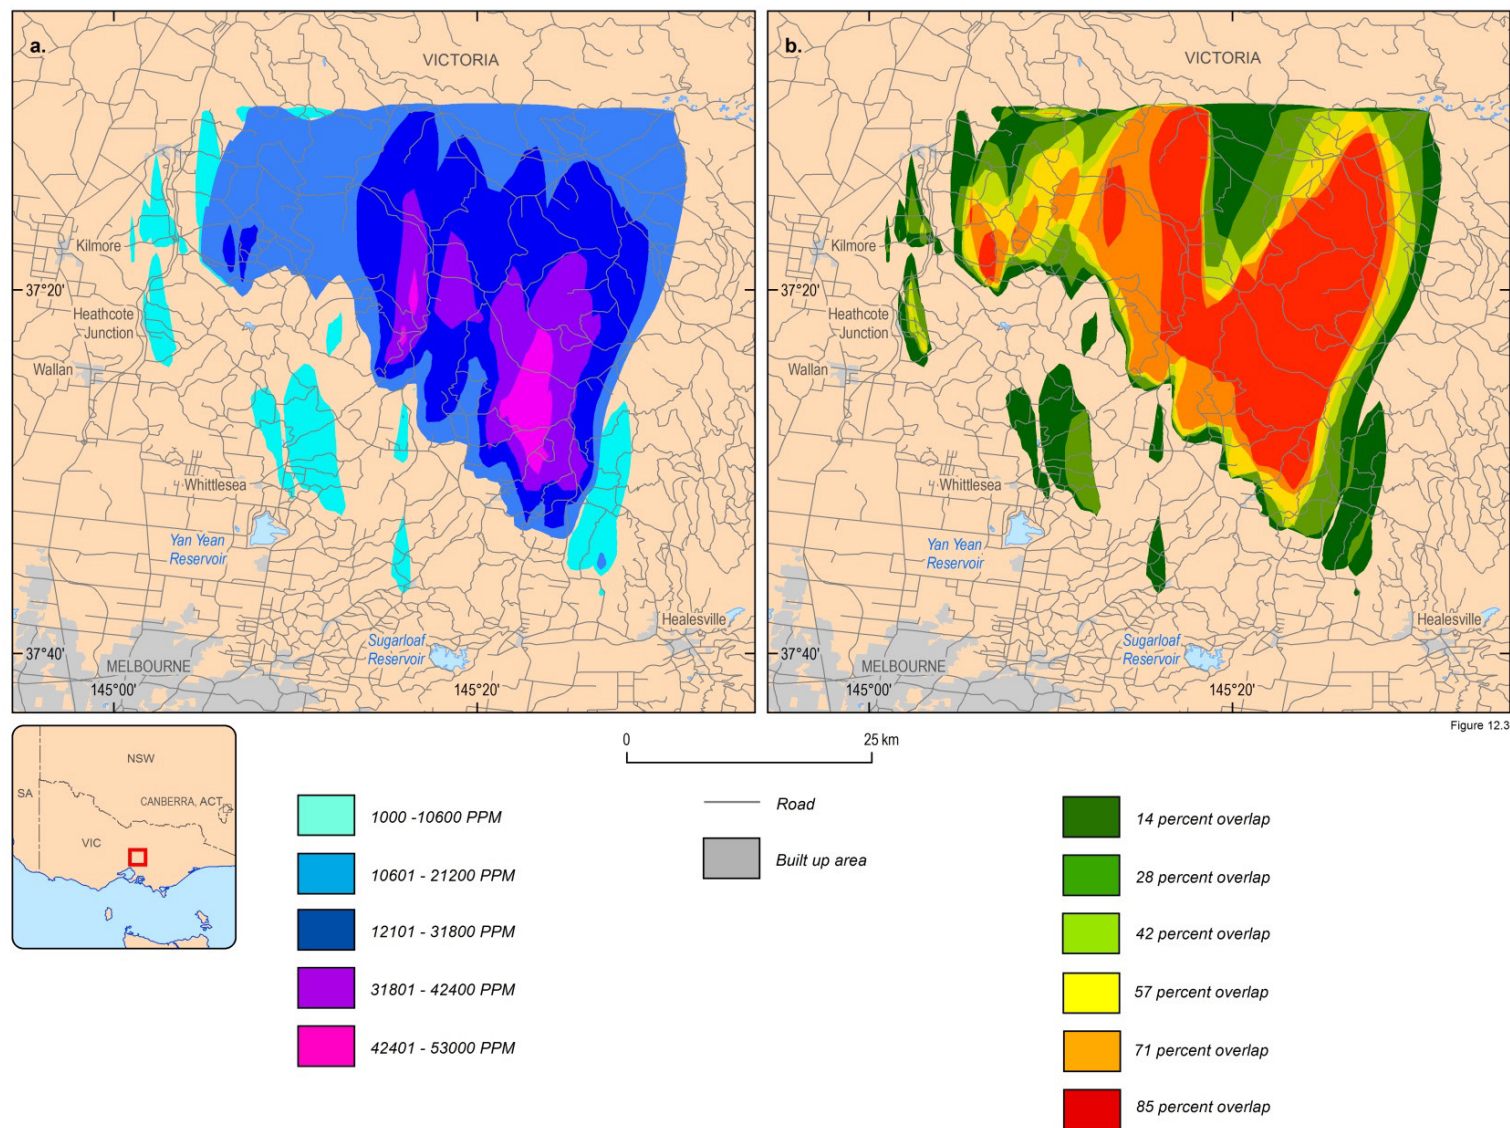 a.
VICTORIA
Kilmore
37°20'
Heathcote
Junction
Wallan
Whittlesea
Yan Yean
Reservoir
Sugarloaf
Reservoir
Healesville
37°40'
MELBOURNE
145°00'
145°20'
b.
VICTORIA
Kilmore
37°20'
Heathcote
Junction
Wallan
Whittlesea
Yan Yean
Reservoir
Sugarloaf
Reservoir
Healesville
37°40'
MELBOURNE
145°00'
145°20'
Figure 12.3
NSW
SA
CANBERRA, ACT
VIC
0
25 km
1000 -10600 PPM
10601 - 21200 PPM
12101 - 31800 PPM
31801 - 42400 PPM
42401 - 53000 PPM
Road
Built up area
14 percent overlap
28 percent overlap
42 percent overlap
57 percent overlap
71 percent overlap
85 percent overlap